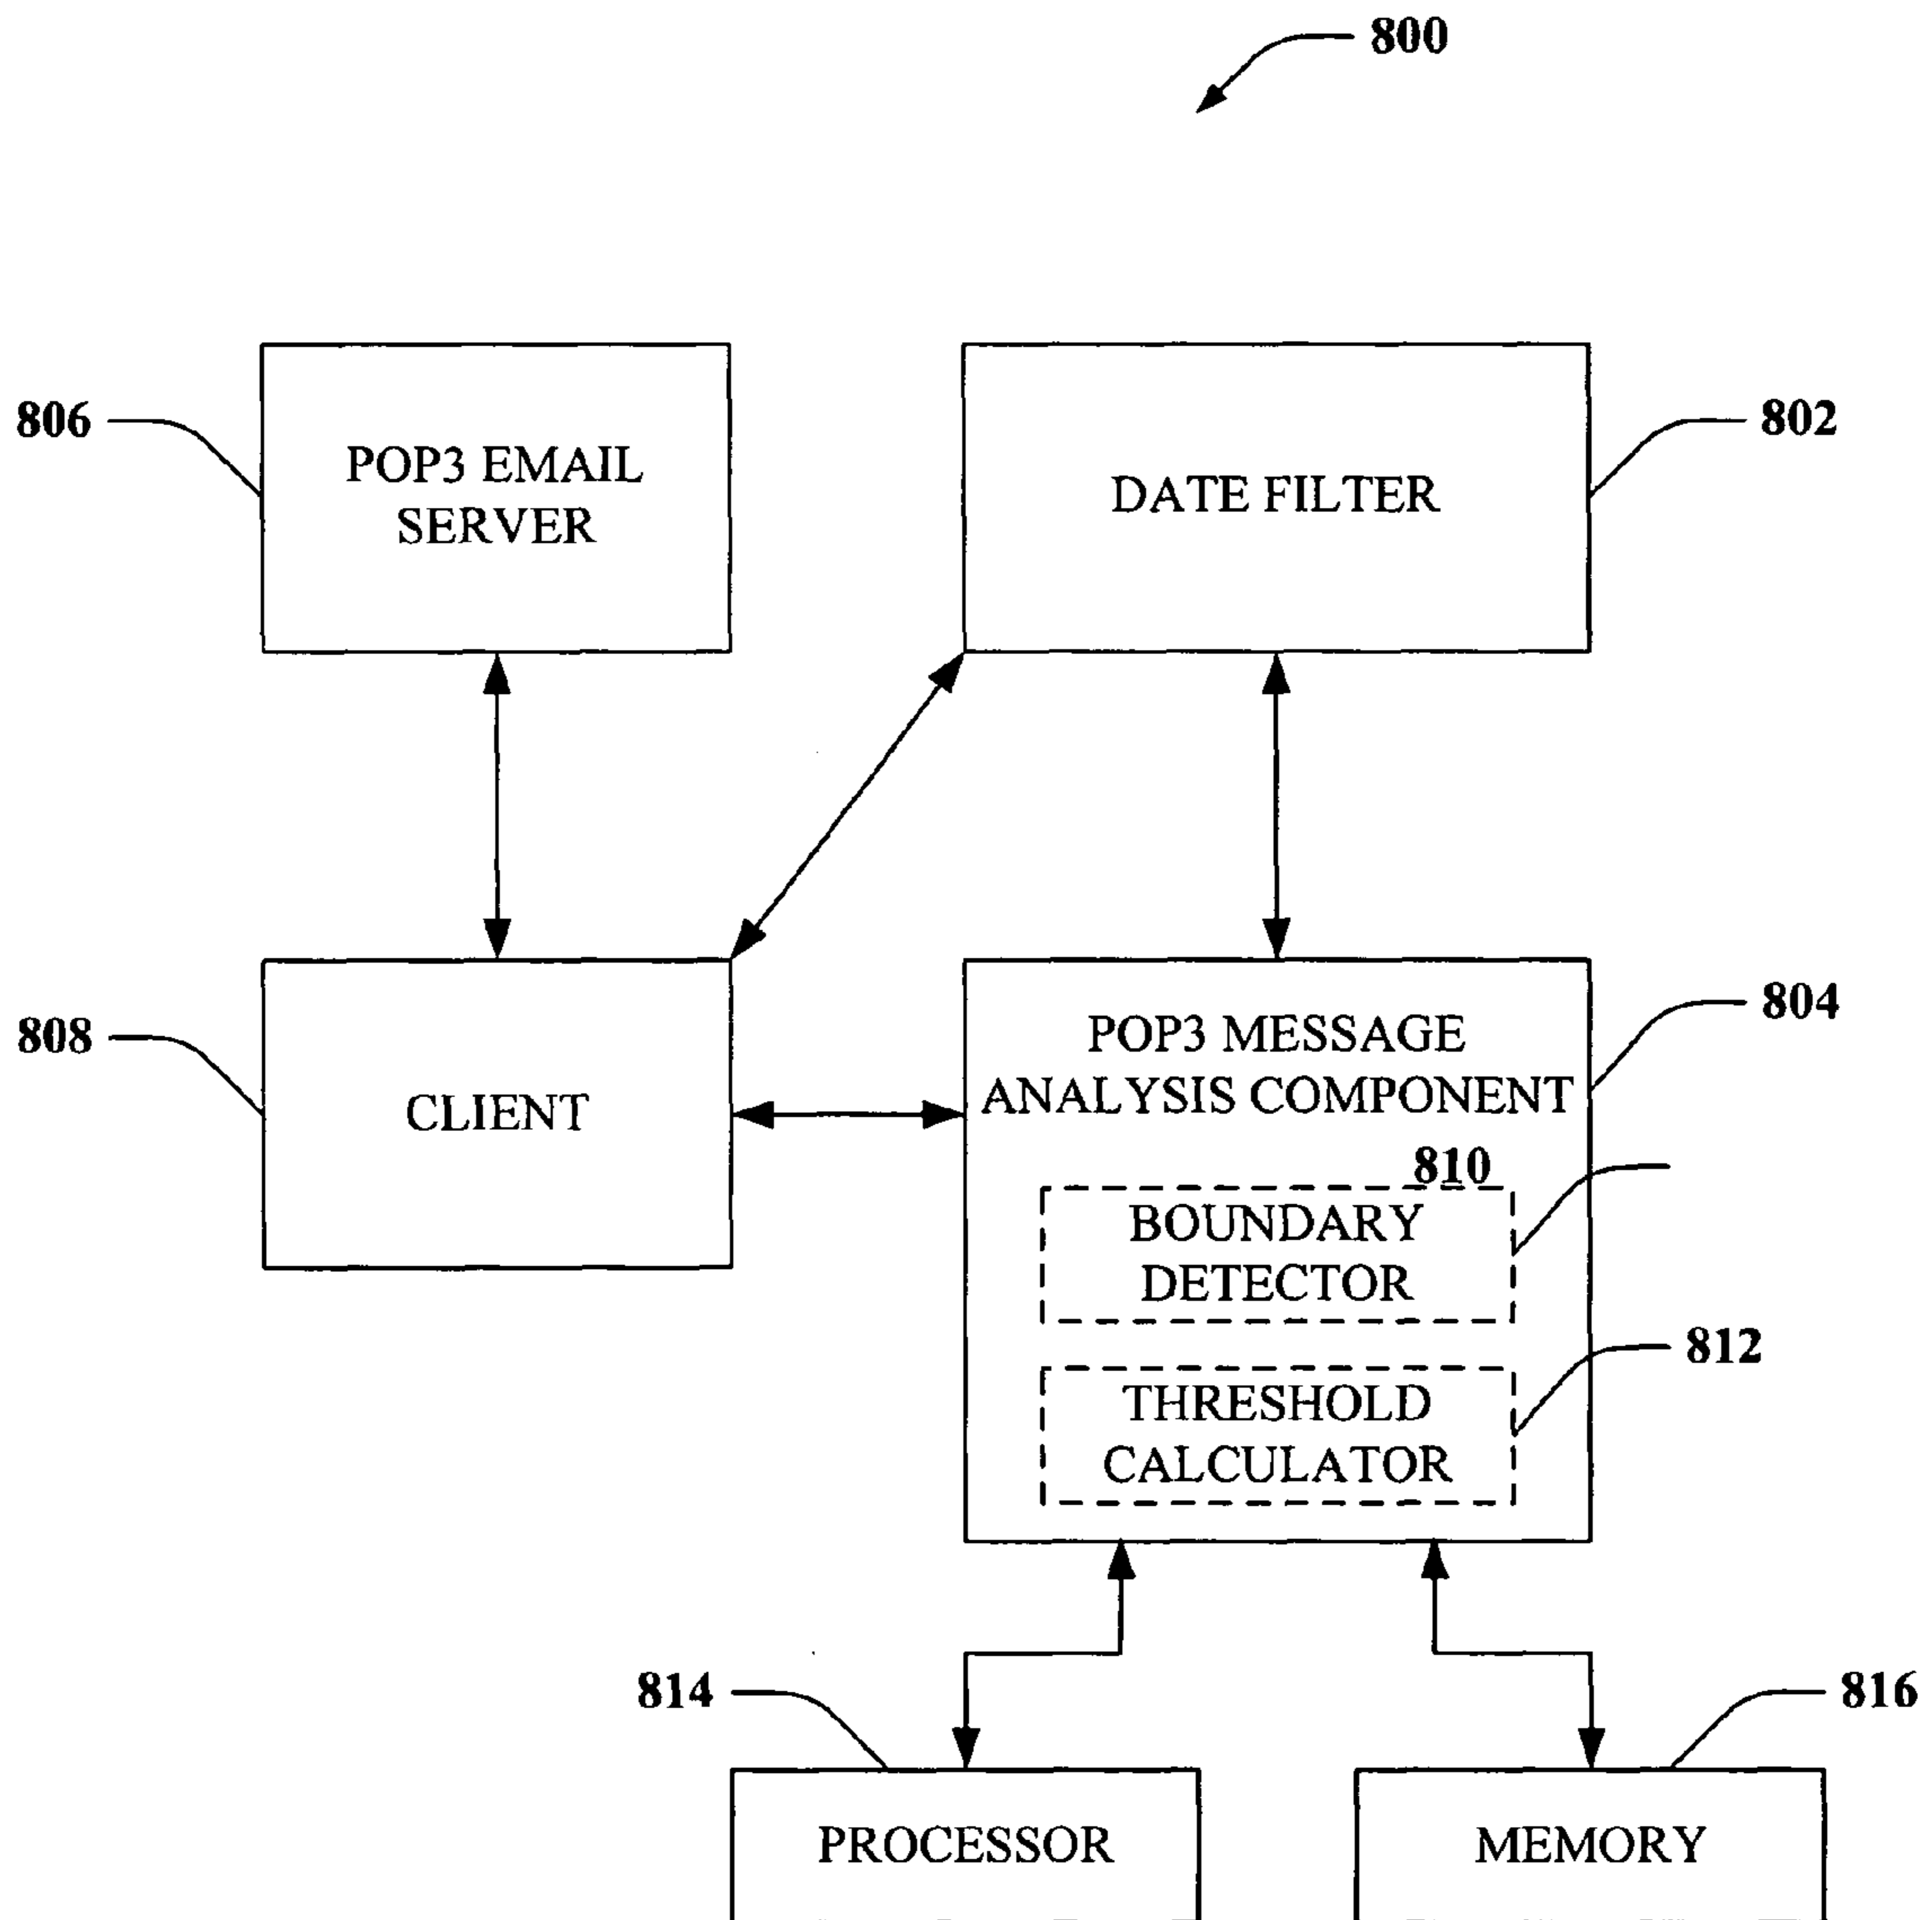 800
806
POP3 EMAIL
SERVER
DATE FILTER
802
808
CLIENT
POP3 MESSAGE
ANALYSIS COMPONENT
804
810
BOUNDARY
DETECTOR
812
THRESHOLD
CALCULATOR
814
816
PROCESSOR
MEMORY